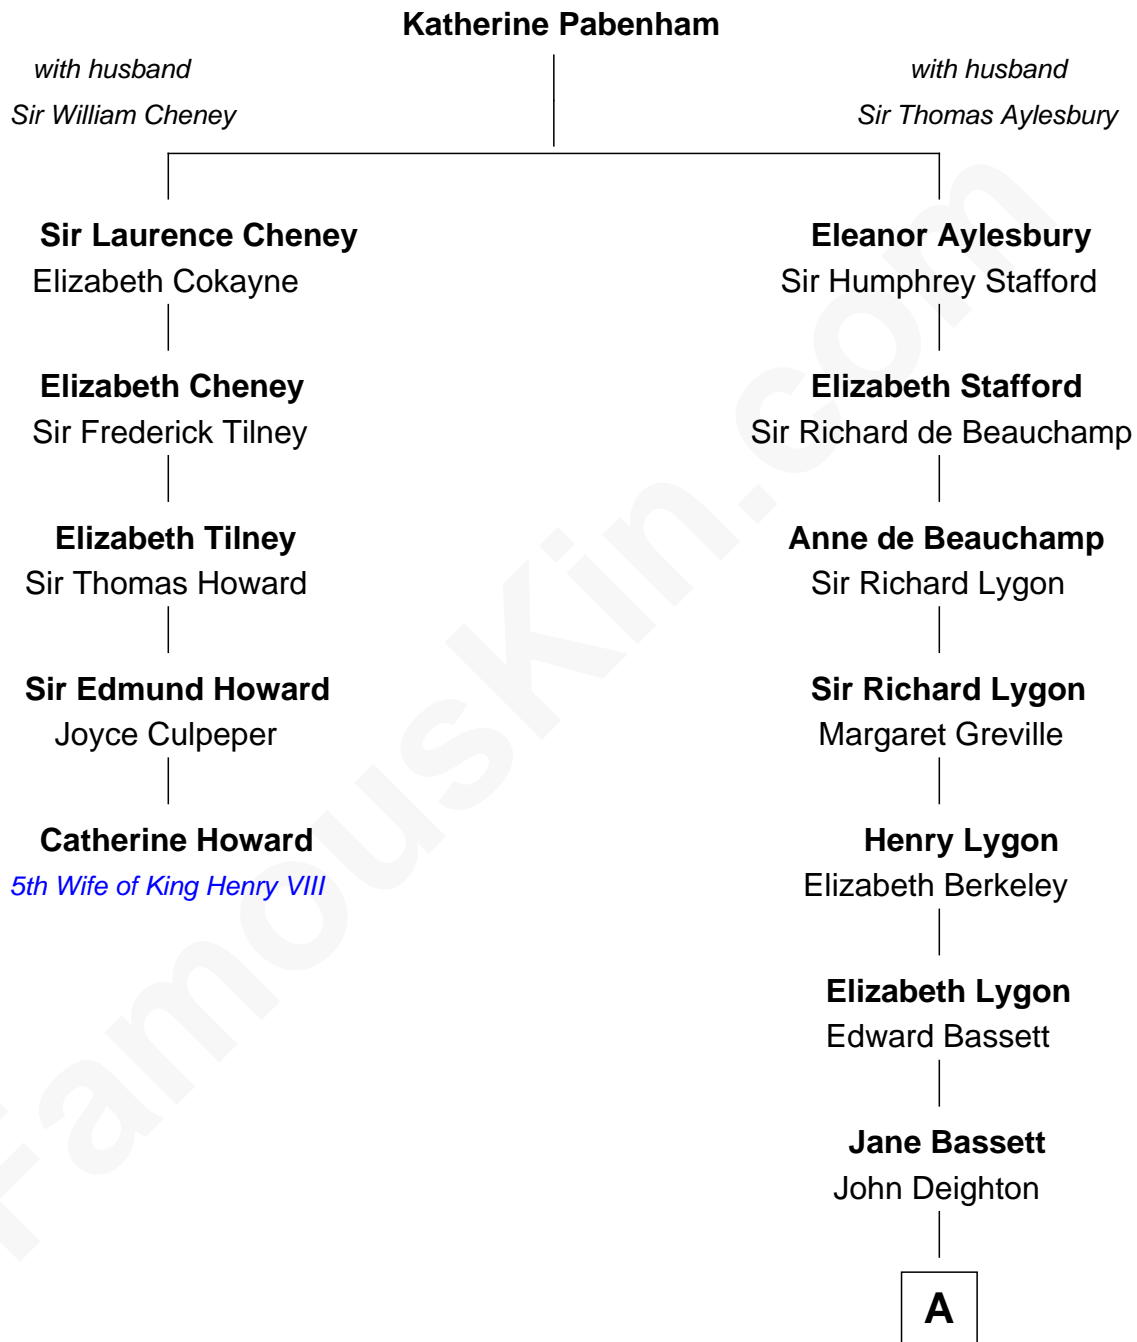 Katherine Pabenham
with husband
Sir William Cheney
with husband
Sir Thomas Aylesbury
Sir Laurence Cheney
Elizabeth Cokayne
Eleanor Aylesbury
Sir Humphrey Stafford
Elizabeth Cheney
Sir Frederick Tilney
Elizabeth Stafford
Sir Richard de Beauchamp
Elizabeth Tilney
Sir Thomas Howard
Anne de Beauchamp
Sir Richard Lygon
Sir Edmund Howard
Joyce Culpeper
Sir Richard Lygon
Margaret Greville
Catherine Howard
5th Wife of King Henry VIII
Henry Lygon
Elizabeth Berkeley
Elizabeth Lygon
Edward Bassett
Jane Bassett
John Deighton
A
FamousKin.com